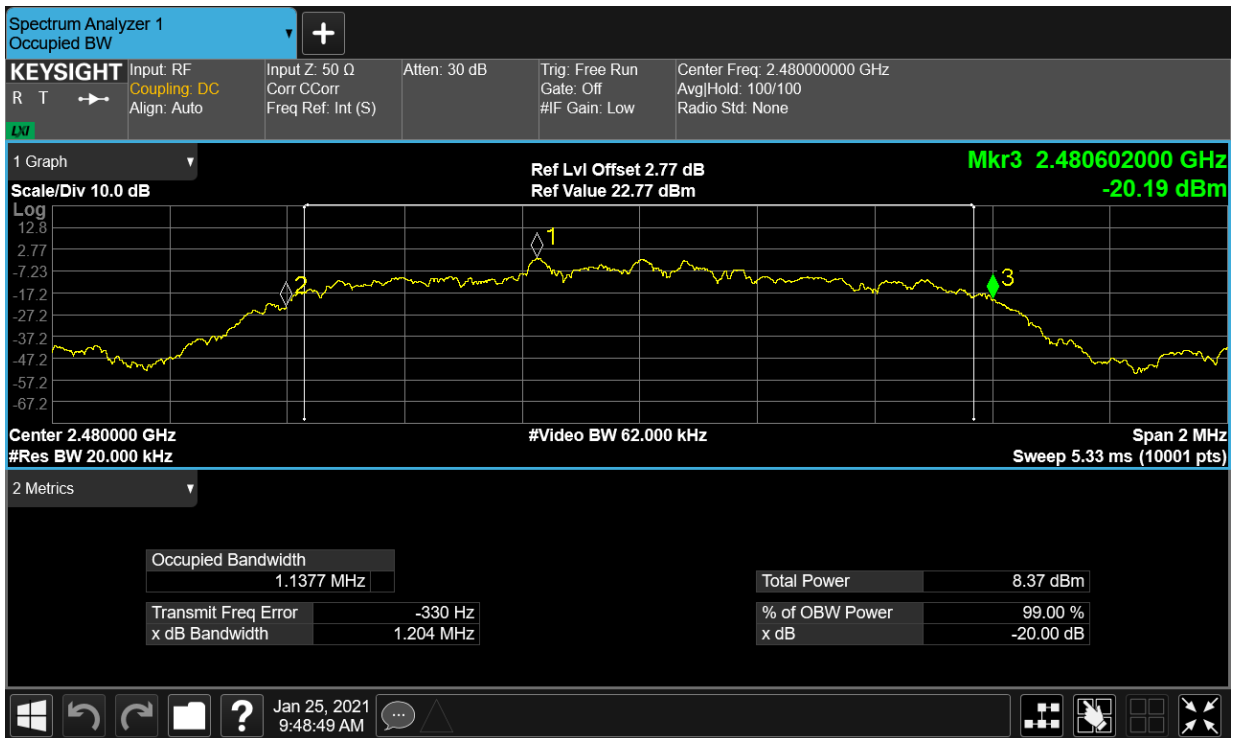 Spectrum Analyzer 1
Occupied BW
+
KEYSIGHT
R T
LXI
Input: RF
Coupling: DC
Align: Auto
Input Z: 50 Ω
Corr CCorr
Freq Ref: Int (S)
Atten: 30 dB
Trig: Free Run
Gate: Off
#IF Gain: Low
Center Freq: 2.480000000 GHz
Avg|Hold: 100/100
Radio Std: None
1 Graph
Scale/Div 10.0 dB
Ref Lvl Offset 2.77 dB
Ref Value 22.77 dBm
Mkr3 2.480602000 GHz
-20.19 dBm
Log
12.8
2.77
-7.23
-17.2
-27.2
-37.2
-47.2
-57.2
-67.2
1
2
3
Center 2.480000 GHz
#Res BW 20.000 kHz
#Video BW 62.000 kHz
Span 2 MHz
Sweep 5.33 ms (10001 pts)
2 Metrics
Occupied Bandwidth
1.1377 MHz
Transmit Freq Error -330 Hz
x dB Bandwidth 1.204 MHz
Total Power 8.37 dBm
% of OBW Power 99.00 %
x dB -20.00 dB
?
Jan 25, 2021
9:48:49 AM